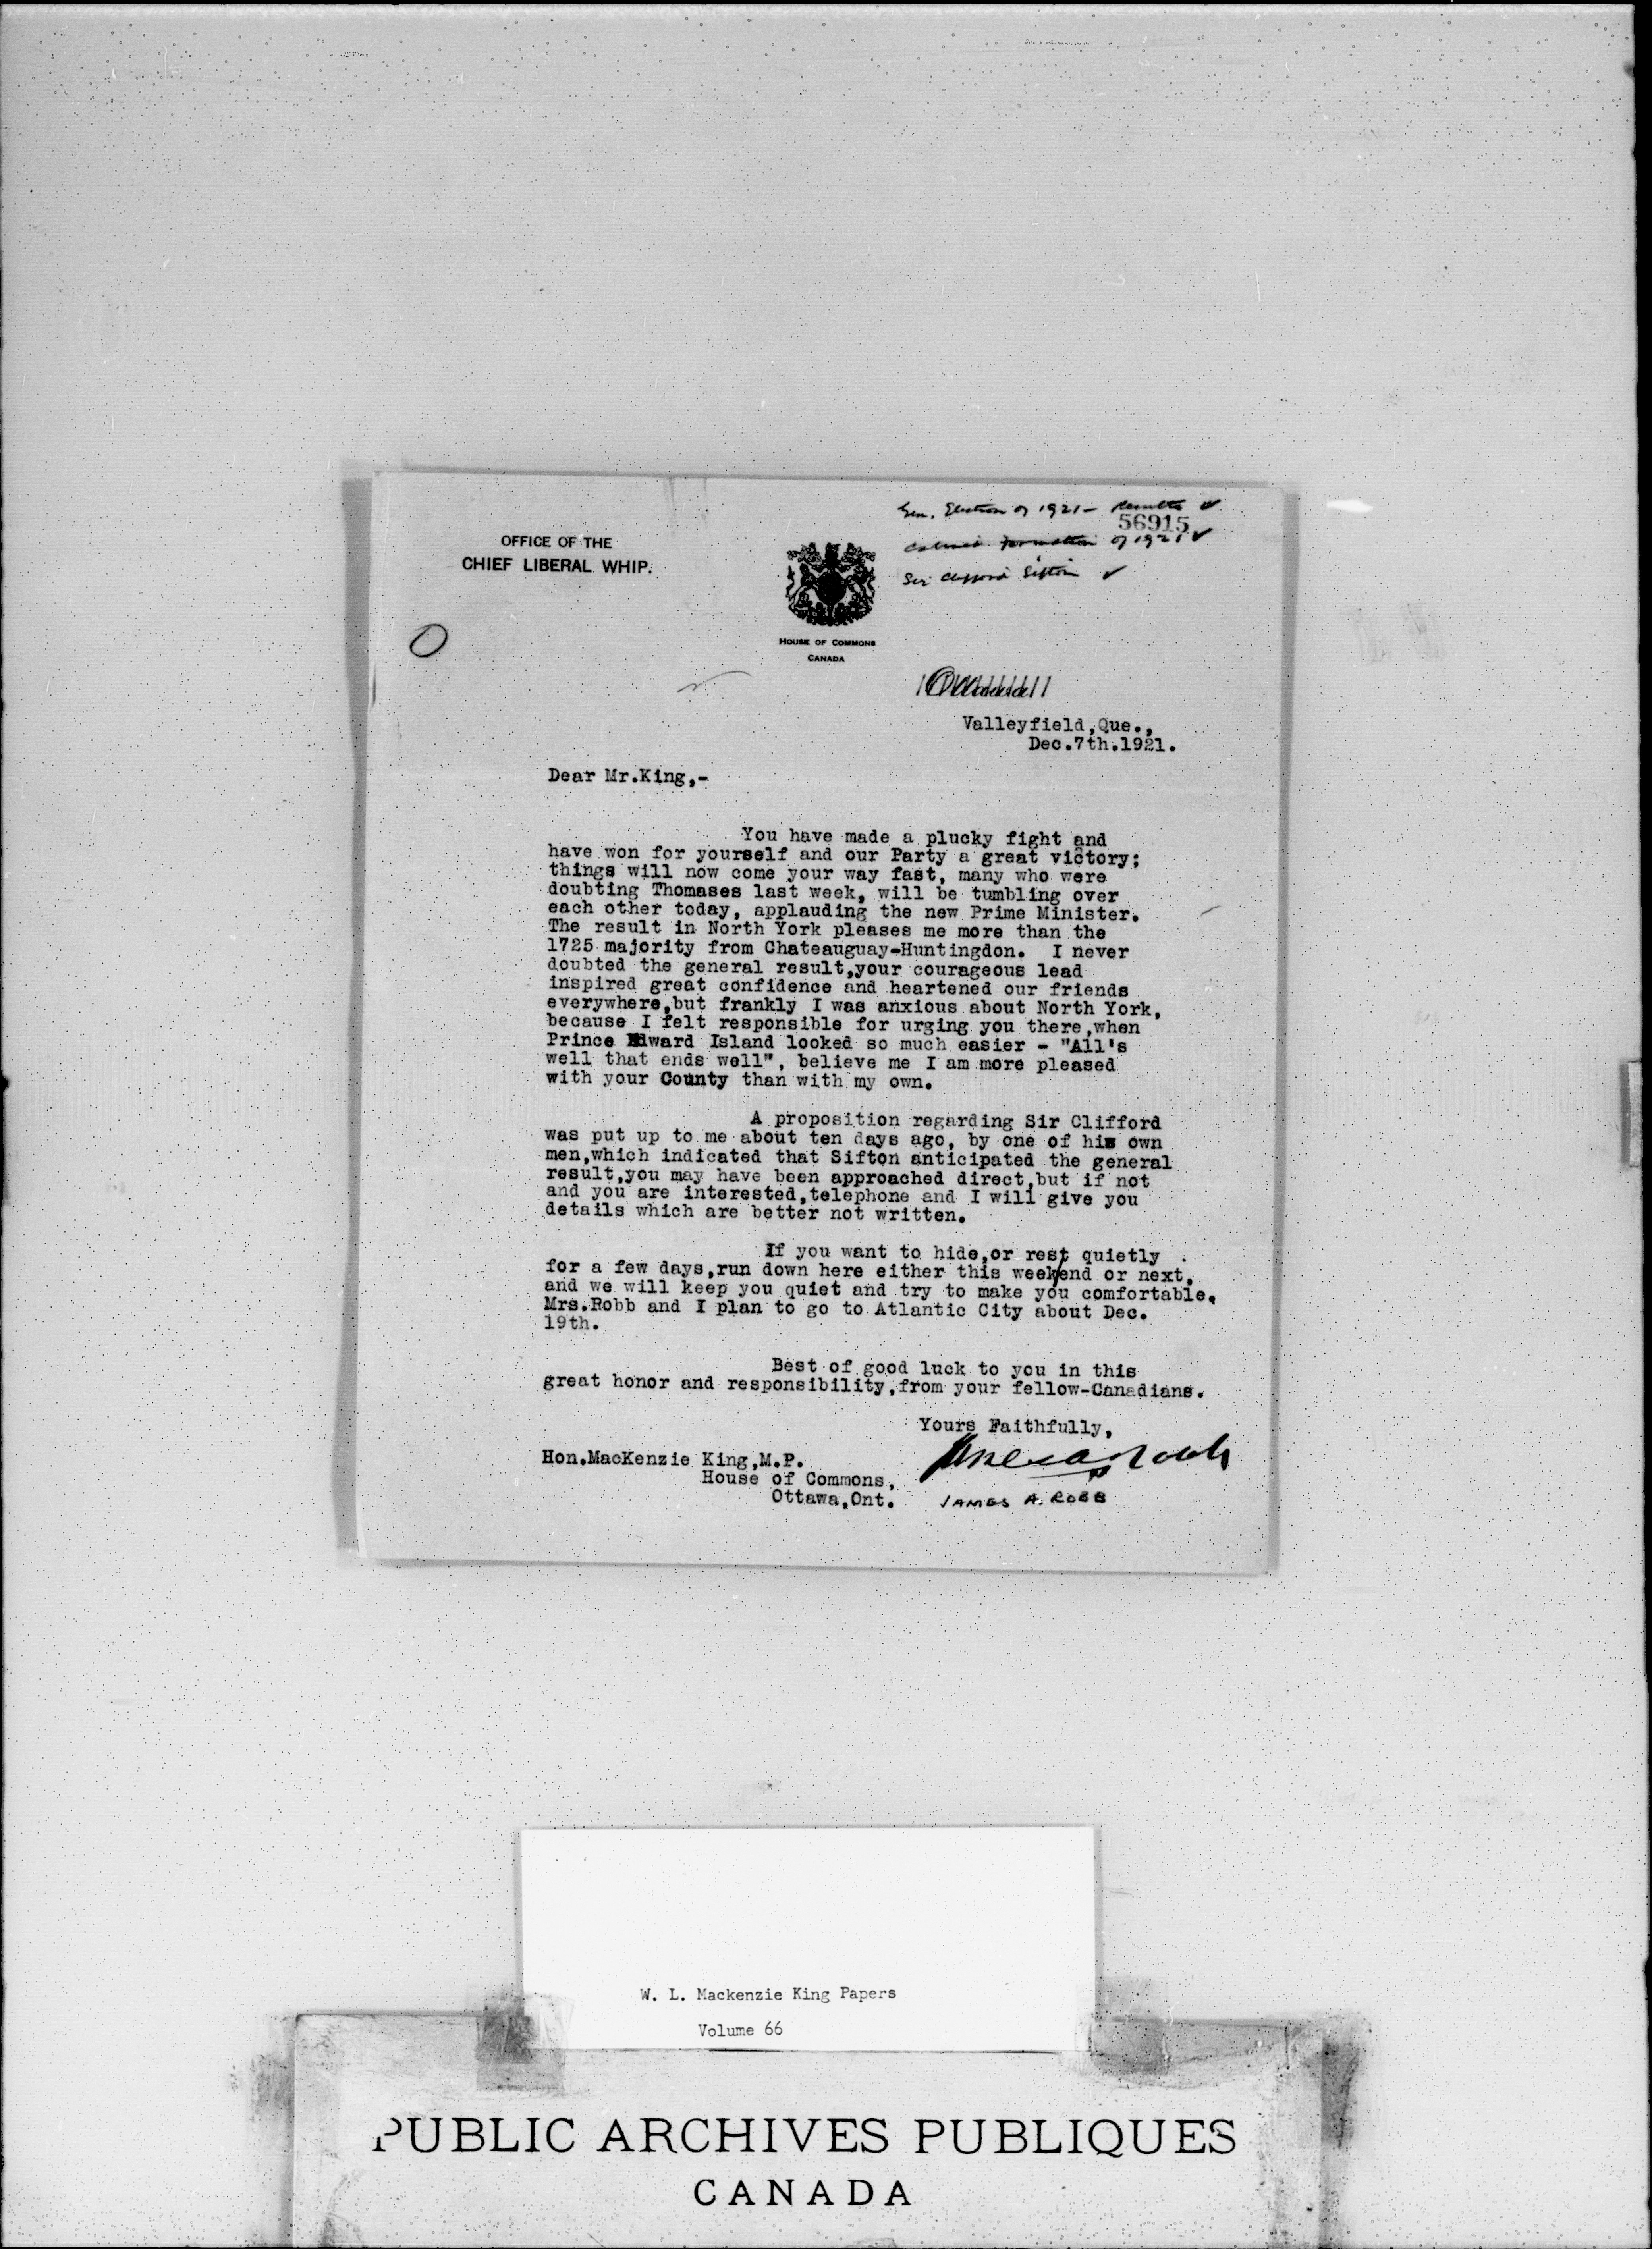 Gen. Election of 1921 - Results ✓
56915
OFFICE OF THE
CHIEF LIBERAL WHIP.
Cabinet Formation of 1921 ✓
Sir Clifford Sifton ✓
HOUSE OF COMMONS
CANADA
Valleyfield,Que.,
Dec.7th.1921.
Dear Mr.King,-
You have made a plucky fight and
have won for yourself and our Party a great victory;
things will now come your way fast, many who were
doubting Thomases last week, will be tumbling over
each other today, applauding the new Prime Minister.
The result in North York pleases me more than the
1725 majority from Chateauguay-Huntingdon. I never
doubted the general result,your courageous lead
inspired great confidence and heartened our friends
everywhere,but frankly I was anxious about North York,
because I felt responsible for urging you there,when
Prince Edward Island looked so much easier - "All's
well that ends well", believe me I am more pleased
with your County than with my own.
A proposition regarding Sir Clifford
was put up to me about ten days ago, by one of his own
men,which indicated that Sifton anticipated the general
result,you may have been approached direct,but if not
and you are interested,telephone and I will give you
details which are better not written.
If you want to hide,or rest quietly
for a few days,run down here either this week/end or next,
and we will keep you quiet and try to make you comfortable.
Mrs.Robb and I plan to go to Atlantic City about Dec.
19th.
Best of good luck to you in this
great honor and responsibility,from your fellow-Canadians.
Yours Faithfully,
James A Robb
JAMES A. ROBB
Hon.MacKenzie King,M.P.
House of Commons,
Ottawa,Ont.
W. L. Mackenzie King Papers
Volume 66
PUBLIC ARCHIVES PUBLIQUES
CANADA